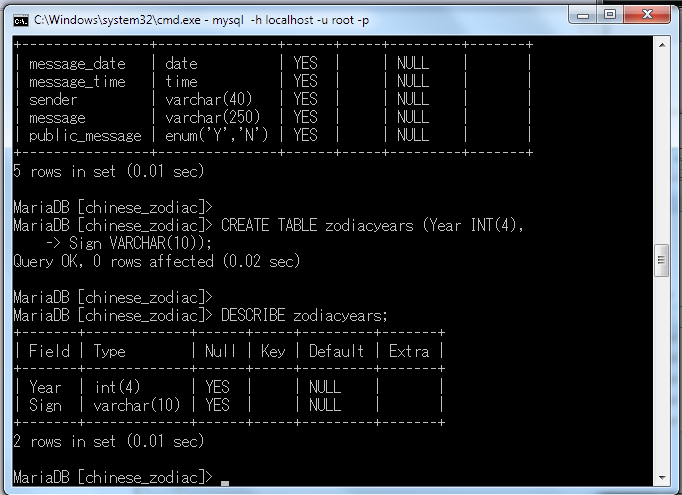 C:\Windows\system32\cmd.exe - mysql  -h localhost -u root -p
+----------------+---------------+------+-----+---------+-------+
| message_date   | date          | YES  |     | NULL    |       |
| message_time   | time          | YES  |     | NULL    |       |
| sender         | varchar(40)   | YES  |     | NULL    |       |
| message        | varchar(250)  | YES  |     | NULL    |       |
| public_message | enum('Y','N') | YES  |     | NULL    |       |
+----------------+---------------+------+-----+---------+-------+
5 rows in set (0.01 sec)
MariaDB [chinese_zodiac]>
MariaDB [chinese_zodiac]> CREATE TABLE zodiacyears (Year INT(4),
    -> Sign VARCHAR(10));
Query OK, 0 rows affected (0.02 sec)
MariaDB [chinese_zodiac]>
MariaDB [chinese_zodiac]> DESCRIBE zodiacyears;
+-------+-------------+------+-----+---------+-------+
| Field | Type        | Null | Key | Default | Extra |
+-------+-------------+------+-----+---------+-------+
| Year  | int(4)      | YES  |     | NULL    |       |
| Sign  | varchar(10) | YES  |     | NULL    |       |
+-------+-------------+------+-----+---------+-------+
2 rows in set (0.01 sec)
MariaDB [chinese_zodiac]> _